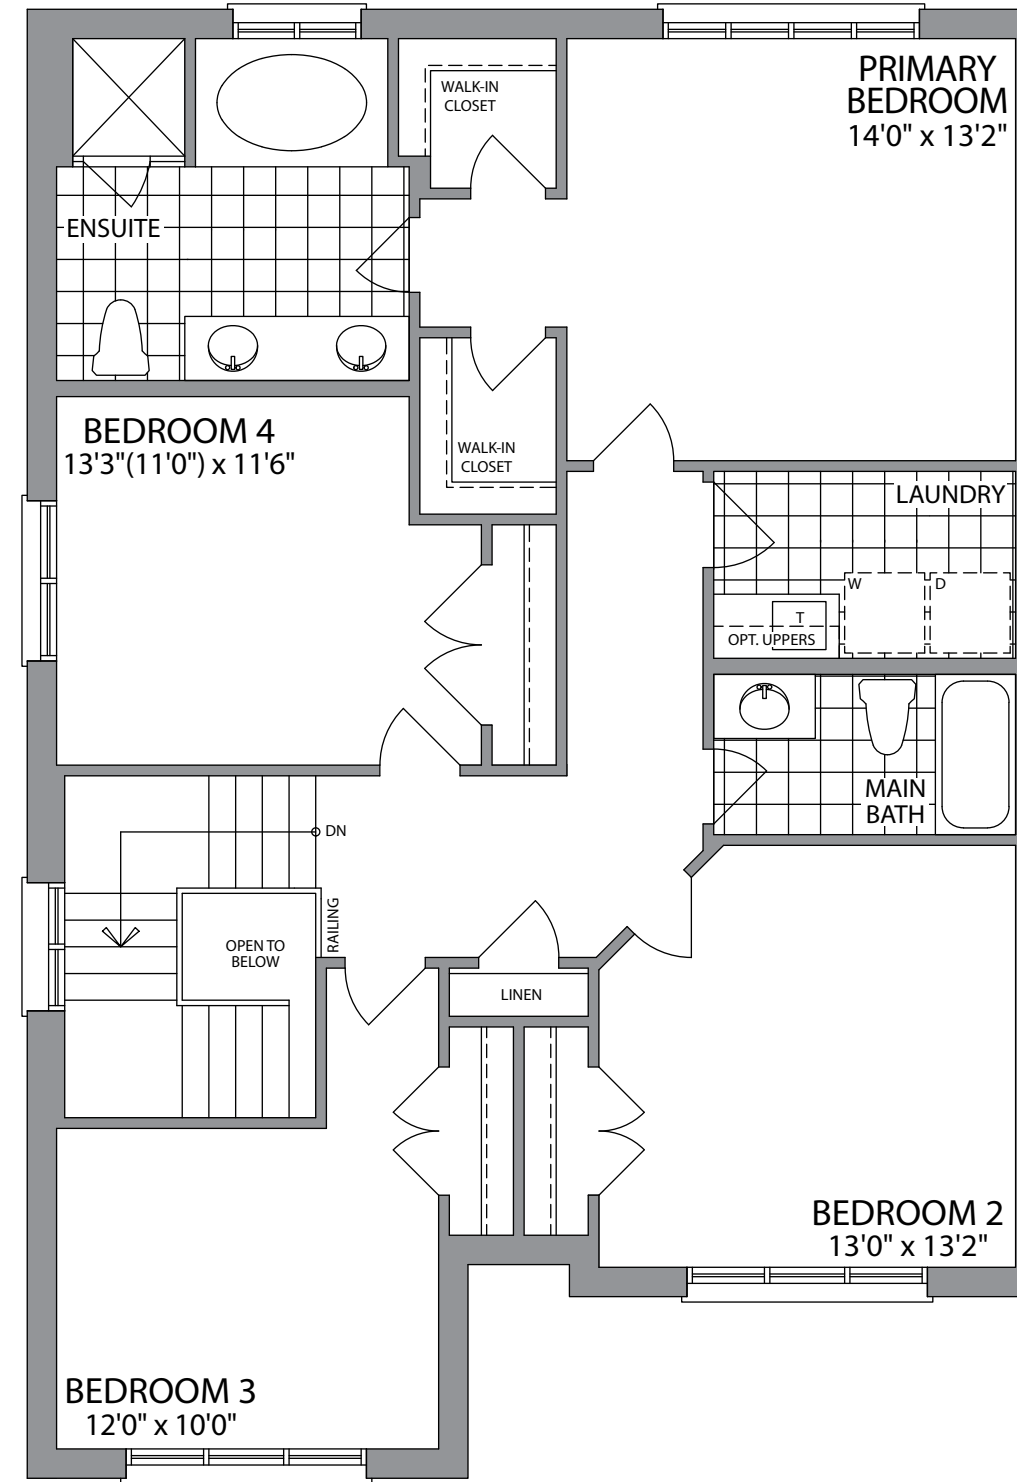 PRIMARY
BEDROOM
14'0" x 13'2"
WALK-IN
CLOSET
ENSUITE
BEDROOM 4
13'3"(11'0") x 11'6"
WALK-IN
CLOSET
LAUNDRY
W
D
T
OPT. UPPERS
MAIN
BATH
DN
RAILING
OPEN TO
BELOW
LINEN
BEDROOM 2
13'0" x 13'2"
BEDROOM 3
12'0" x 10'0"